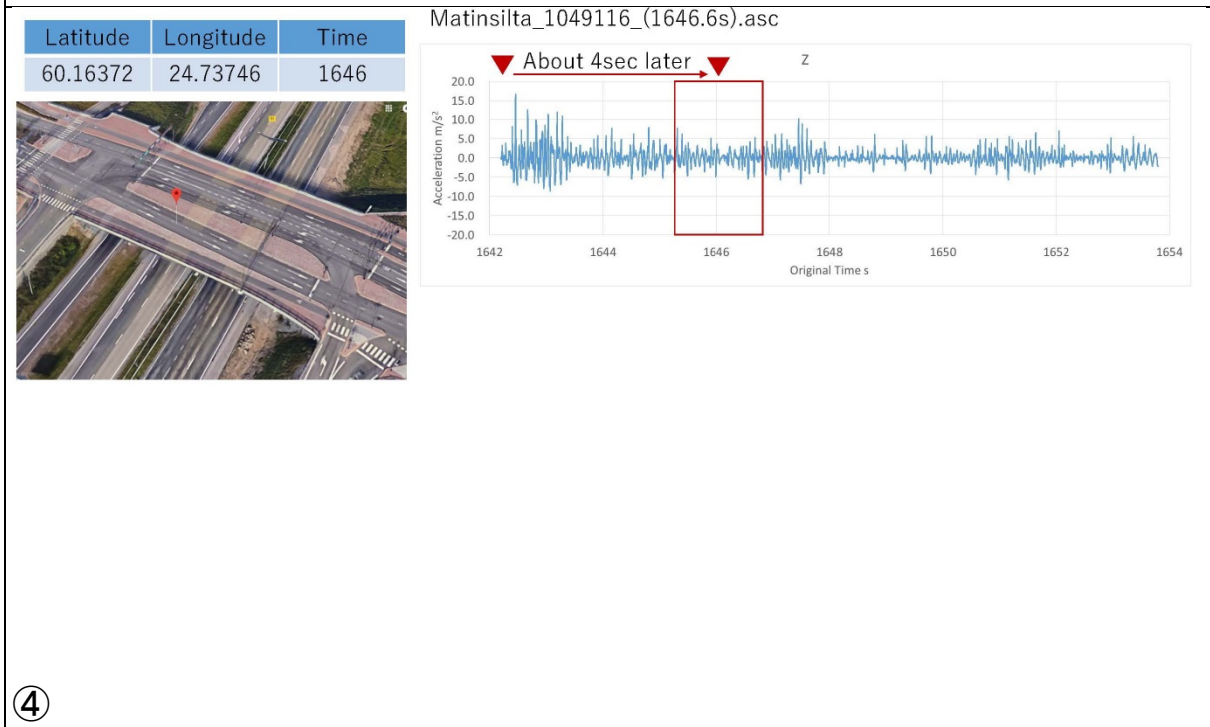 Matinsilta_1049116_(1646.6s).asc
Latitude Longitude Time
60.16372 24.73746 1646
About 4sec later
Z
Acceleration m/s²
20.0
15.0
10.0
5.0
0.0
-5.0
-10.0
-15.0
-20.0
1642 1644 1646 1648 1650 1652 1654
Original Time s
④